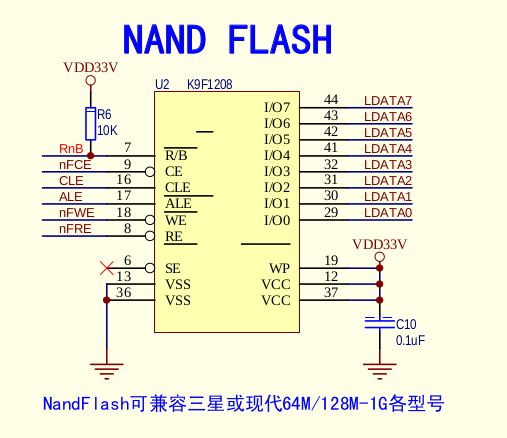 NAND FLASH
VDD33V
U2 K9F1208
R6
10K
RnB 7 R/B
nFCE 9 CE
CLE 16 CLE
ALE 17 ALE
nFWE 18 WE
nFRE 8 RE
6 SE
13 VSS
36 VSS
I/O7 44 LDATA7
I/O6 43 LDATA6
I/O5 42 LDATA5
I/O4 41 LDATA4
I/O3 32 LDATA3
I/O2 31 LDATA2
I/O1 30 LDATA1
I/O0 29 LDATA0
VDD33V
WP 19
VCC 12
VCC 37
C10
0.1uF
NandFlash可兼容三星或现代64M/128M-1G各型号